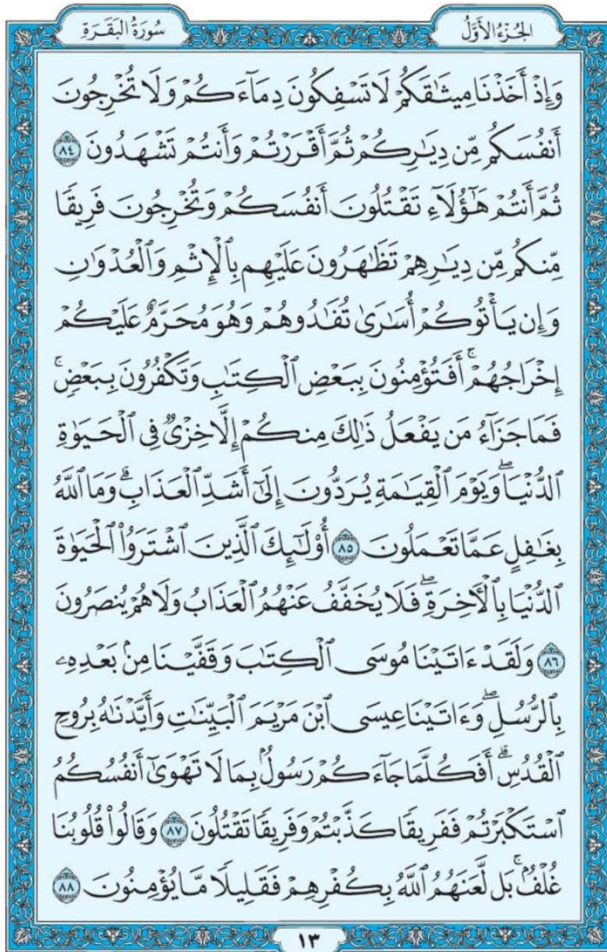 الجُزْءُ الأَوَّلُ
سُورَةُ البَقَرَةِ
وَإِذْ أَخَذْنَا مِيثَٰقَكُمْ لَا تَسْفِكُونَ دِمَآءَكُمْ وَلَا تُخْرِجُونَ
أَنفُسَكُم مِّن دِيَٰرِكُمْ ثُمَّ أَقْرَرْتُمْ وَأَنتُمْ تَشْهَدُونَ ٨٤
ثُمَّ أَنتُمْ هَٰٓؤُلَآءِ تَقْتُلُونَ أَنفُسَكُمْ وَتُخْرِجُونَ فَرِيقًا
مِّنكُم مِّن دِيَٰرِهِمْ تَظَٰهَرُونَ عَلَيْهِم بِٱلْإِثْمِ وَٱلْعُدْوَٰنِ
وَإِن يَأْتُوكُمْ أُسَٰرَىٰ تُفَٰدُوهُمْ وَهُوَ مُحَرَّمٌ عَلَيْكُمْ
إِخْرَاجُهُمْ ۚ أَفَتُؤْمِنُونَ بِبَعْضِ ٱلْكِتَٰبِ وَتَكْفُرُونَ بِبَعْضٍ ۚ
فَمَا جَزَآءُ مَن يَفْعَلُ ذَٰلِكَ مِنكُمْ إِلَّا خِزْىٌ فِى ٱلْحَيَوٰةِ
ٱلدُّنْيَا ۖ وَيَوْمَ ٱلْقِيَٰمَةِ يُرَدُّونَ إِلَىٰٓ أَشَدِّ ٱلْعَذَابِ ۗ وَمَا ٱللَّهُ
بِغَٰفِلٍ عَمَّا تَعْمَلُونَ ٨٥ أُو۟لَٰٓئِكَ ٱلَّذِينَ ٱشْتَرَوُا۟ ٱلْحَيَوٰةَ
ٱلدُّنْيَا بِٱلْءَاخِرَةِ ۖ فَلَا يُخَفَّفُ عَنْهُمُ ٱلْعَذَابُ وَلَا هُمْ يُنصَرُونَ
٨٦ وَلَقَدْ ءَاتَيْنَا مُوسَى ٱلْكِتَٰبَ وَقَفَّيْنَا مِنۢ بَعْدِهِۦ
بِٱلرُّسُلِ ۖ وَءَاتَيْنَا عِيسَى ٱبْنَ مَرْيَمَ ٱلْبَيِّنَٰتِ وَأَيَّدْنَٰهُ بِرُوحِ
ٱلْقُدُسِ ۗ أَفَكُلَّمَا جَآءَكُمْ رَسُولٌۢ بِمَا لَا تَهْوَىٰٓ أَنفُسُكُمُ
ٱسْتَكْبَرْتُمْ فَفَرِيقًا كَذَّبْتُمْ وَفَرِيقًا تَقْتُلُونَ ٨٧ وَقَالُوا۟ قُلُوبُنَا
غُلْفٌۢ ۚ بَل لَّعَنَهُمُ ٱللَّهُ بِكُفْرِهِمْ فَقَلِيلًا مَّا يُؤْمِنُونَ ٨٨
١٣